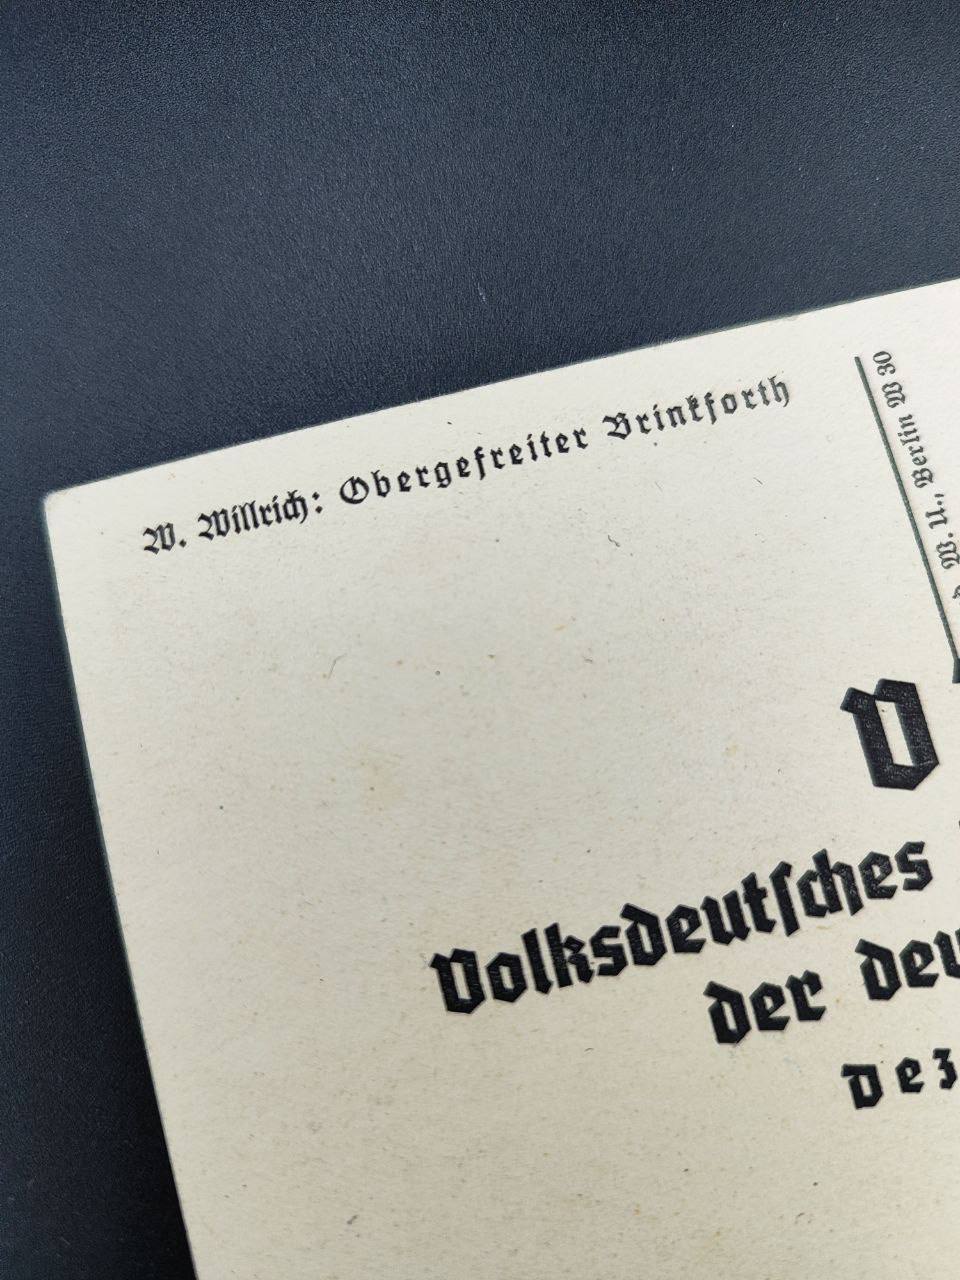 W. Willrich: Obergefreiter Brinkforth
W. U., Berlin W 30
V
Volksdeutsches
der deu
Dez